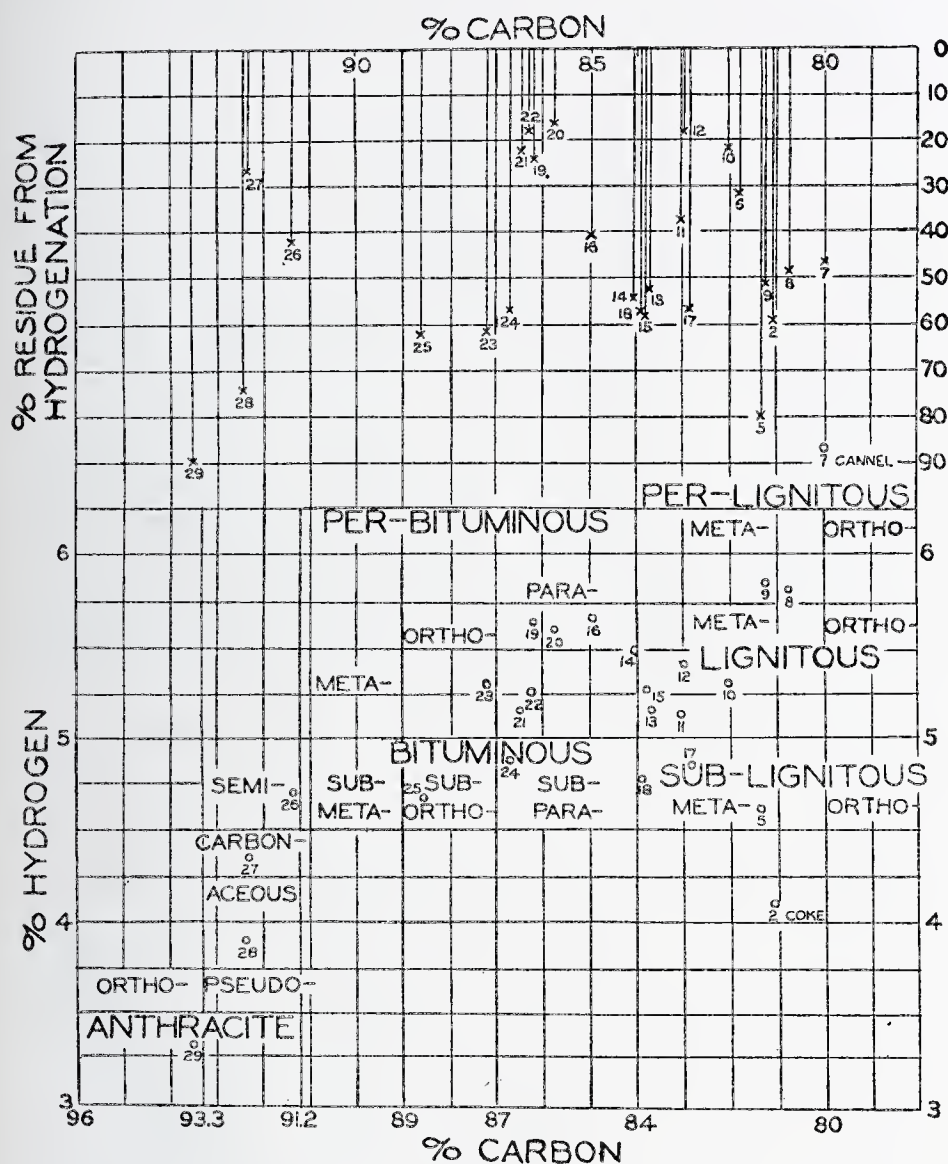 % CARBON
90 85 80 0
10
20
30
40
50
60
70
80
90
% RESIDUE FROM
HYDROGENATION
22 20 12
21 19 10
27 5
26 16 11
14 13 9 8 7
25 23 24 18 15 17 2
28 5
29 7 CANNEL
PER-LIGNITOUS
PER-BITUMINOUS META- ORTHO-
6 6
PARA- 9 8
META- ORTHO-
ORTHO- 19 20 16
14 LIGNITOUS
META- 23 22 12
21 15 13 11 10
5 5
BITUMINOUS
24 17
SEMI- SUB- 25 SUB- SUB- 18 SUB-LIGNITOUS
26 META- ORTHO- PARA- META- 5 ORTHO-
CARBON-
27
ACEOUS
2 COKE
4 4
28
ORTHO- PSEUDO-
ANTHRACITE
29
% HYDROGEN
3 3
96 93.3 91.2 89 87 84 80
% CARBON